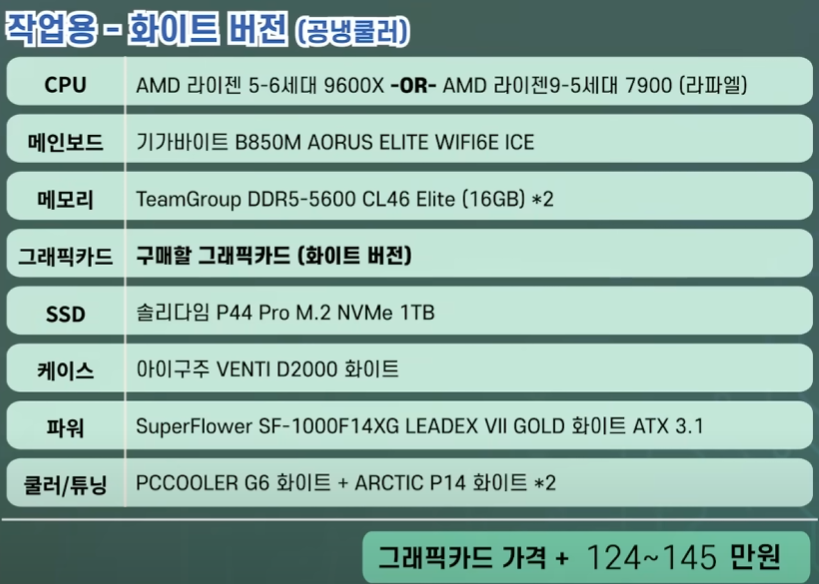 작업용 - 화이트 버전 (공냉쿨러)
CPU AMD 라이젠 5-6세대 9600X -OR- AMD 라이젠9-5세대 7900 (라파엘)
메인보드 기가바이트 B850M AORUS ELITE WIFI6E ICE
메모리 TeamGroup DDR5-5600 CL46 Elite (16GB) *2
그래픽카드 구매할 그래픽카드 (화이트 버전)
SSD 솔리다임 P44 Pro M.2 NVMe 1TB
케이스 아이구주 VENTI D2000 화이트
파워 SuperFlower SF-1000F14XG LEADEX VII GOLD 화이트 ATX 3.1
쿨러/튜닝 PCCOOLER G6 화이트 + ARCTIC P14 화이트 *2
그래픽카드 가격 + 124~145 만원